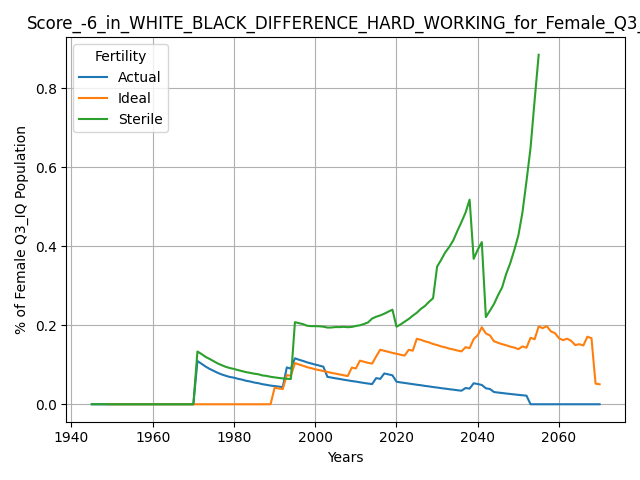 Score_-6_in_WHITE_BLACK_DIFFERENCE_HARD_WORKING_for_Female_Q3_
Fertility
Actual
Ideal
Sterile
% of Female Q3_IQ Population
0.8
0.6
0.4
0.2
0.0
1940 1960 1980 2000 2020 2040 2060
Years